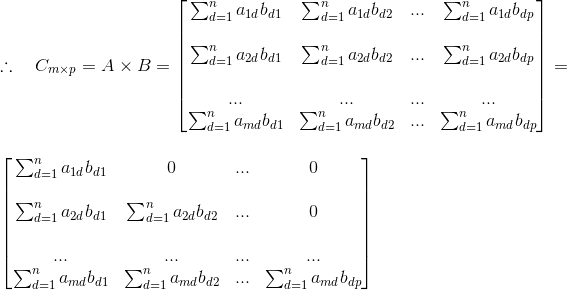 ∴ C_{m×p} = A × B = \begin{bmatrix} \sum_{d=1}^{n} a_{1d}b_{d1} & \sum_{d=1}^{n} a_{1d}b_{d2} & ... & \sum_{d=1}^{n} a_{1d}b_{dp} \\ \sum_{d=1}^{n} a_{2d}b_{d1} & \sum_{d=1}^{n} a_{2d}b_{d2} & ... & \sum_{d=1}^{n} a_{2d}b_{dp} \\ ... & ... & ... & ... \\ \sum_{d=1}^{n} a_{md}b_{d1} & \sum_{d=1}^{n} a_{md}b_{d2} & ... & \sum_{d=1}^{n} a_{md}b_{dp} \end{bmatrix} =
\begin{bmatrix} \sum_{d=1}^{n} a_{1d}b_{d1} & 0 & ... & 0 \\ \sum_{d=1}^{n} a_{2d}b_{d1} & \sum_{d=1}^{n} a_{2d}b_{d2} & ... & 0 \\ ... & ... & ... & ... \\ \sum_{d=1}^{n} a_{md}b_{d1} & \sum_{d=1}^{n} a_{md}b_{d2} & ... & \sum_{d=1}^{n} a_{md}b_{dp} \end{bmatrix}